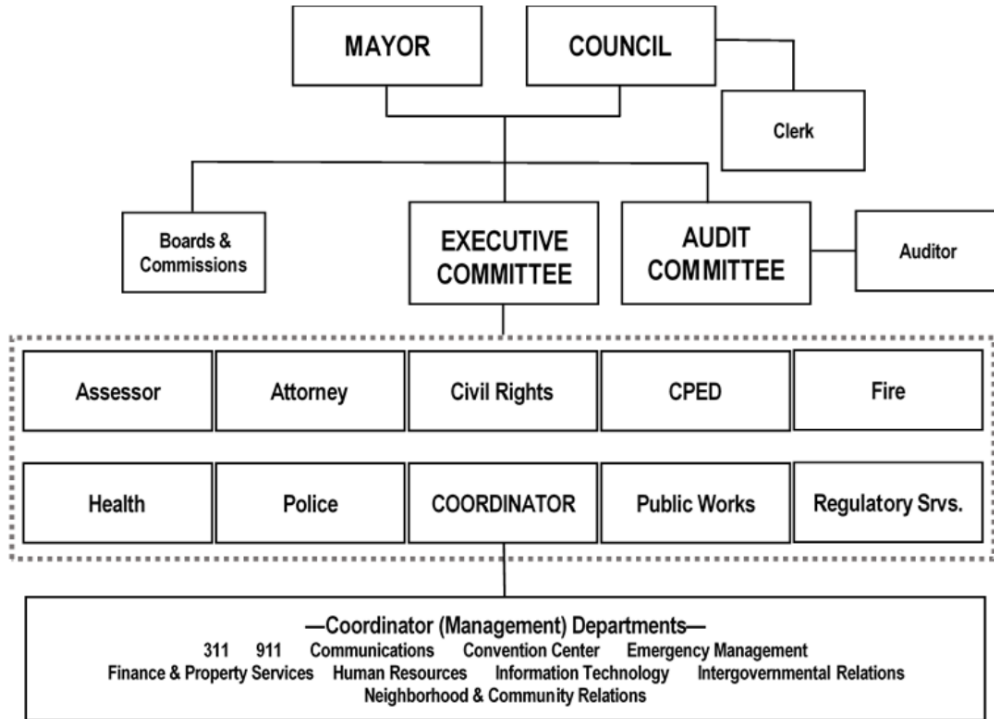 MAYOR
COUNCIL
Clerk
Boards &
Commissions
EXECUTIVE
COMMITTEE
AUDIT
COMMITTEE
Auditor
Assessor
Attorney
Civil Rights
CPED
Fire
Health
Police
COORDINATOR
Public Works
Regulatory Srvs.
—Coordinator (Management) Departments—
311 911 Communications Convention Center Emergency Management
Finance & Property Services Human Resources Information Technology Intergovernmental Relations
Neighborhood & Community Relations